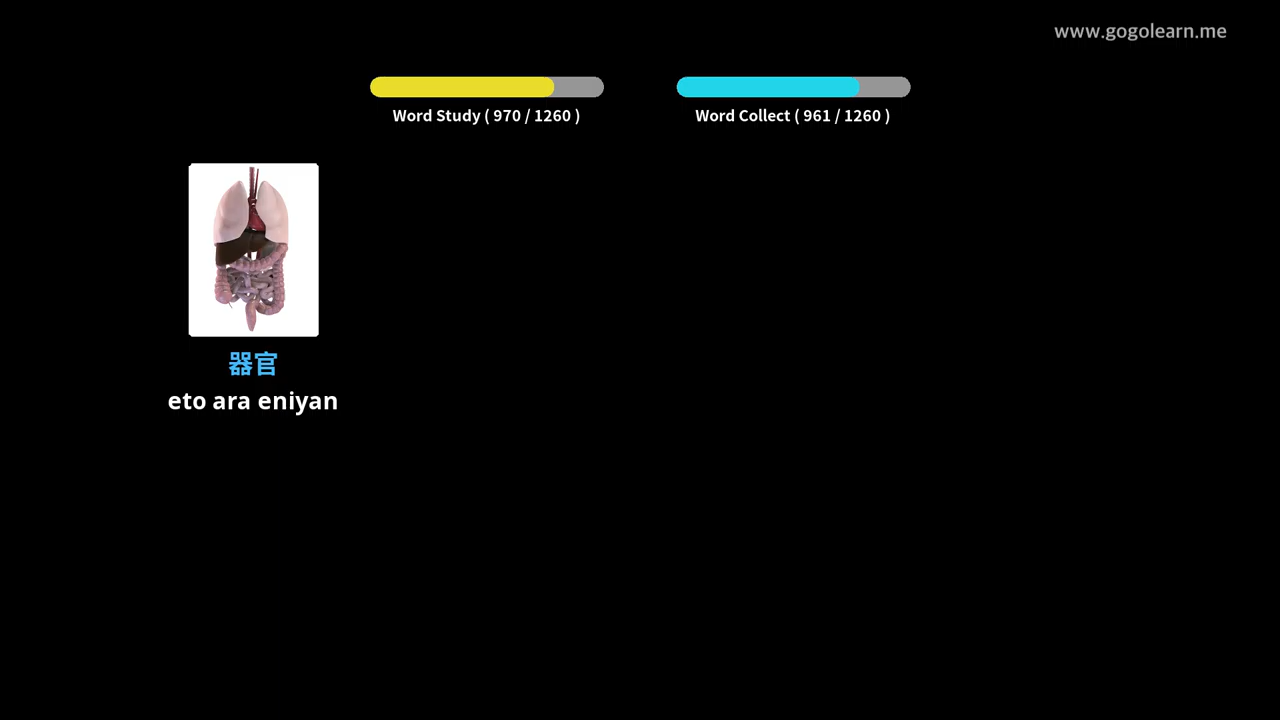 www.gogolearn.me
Word Study ( 970 / 1260 )
Word Collect ( 961 / 1260 )
器官
eto ara eniyan